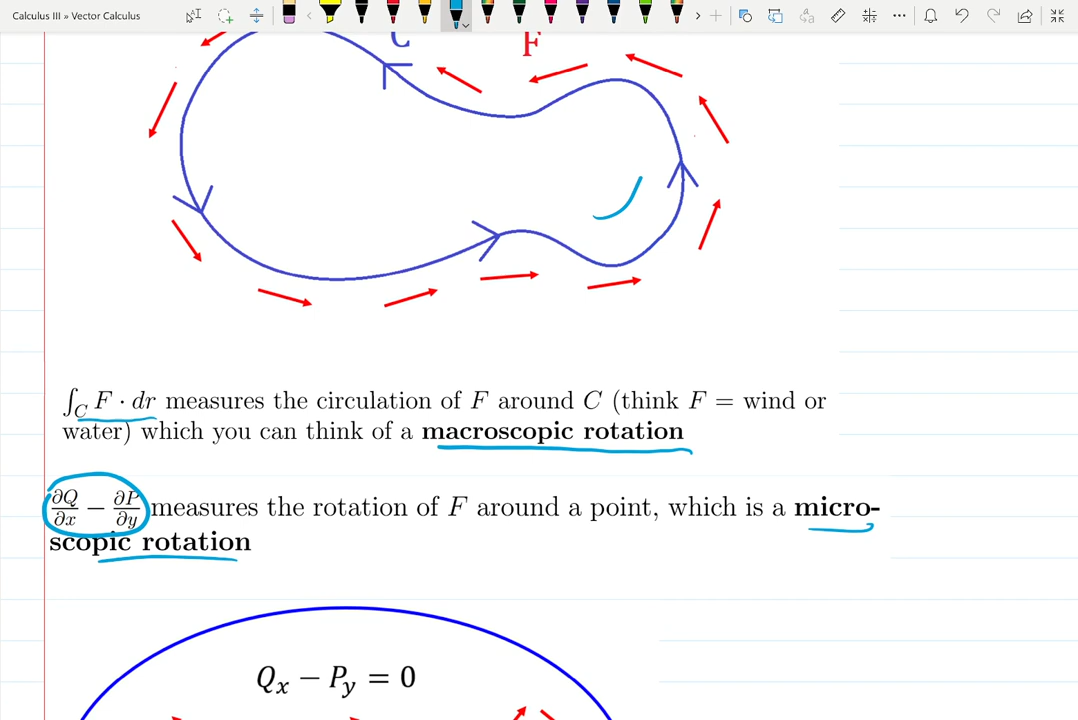 Calculus III » Vector Calculus
C
F
∫_C F · dr measures the circulation of F around C (think F = wind or
water) which you can think of a macroscopic rotation
∂Q/∂x − ∂P/∂y measures the rotation of F around a point, which is a micro-
scopic rotation
Q_x − P_y = 0